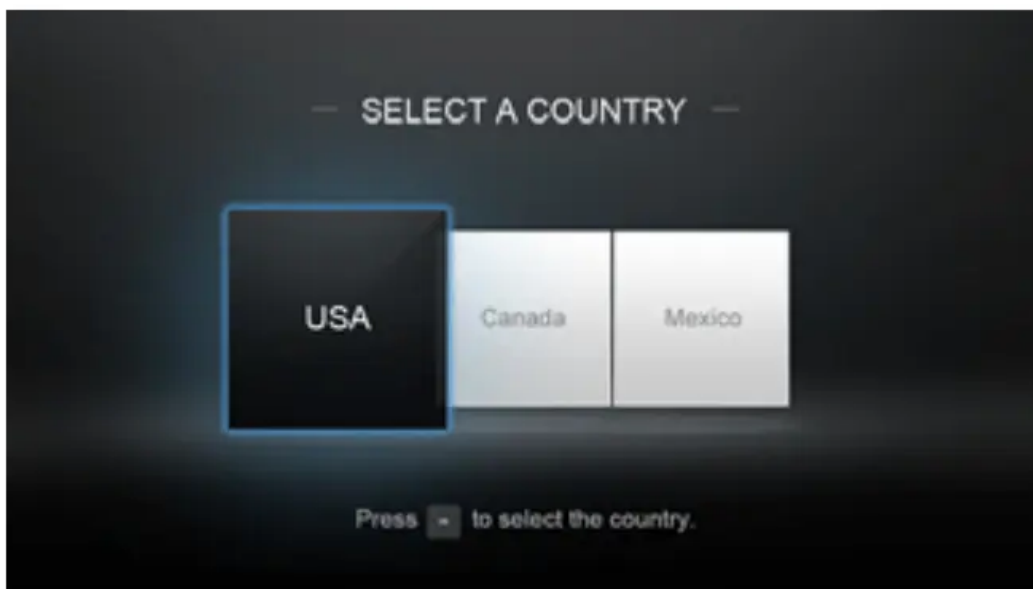 SELECT A COUNTRY
USA
Canada
Mexico
Press to select the country.